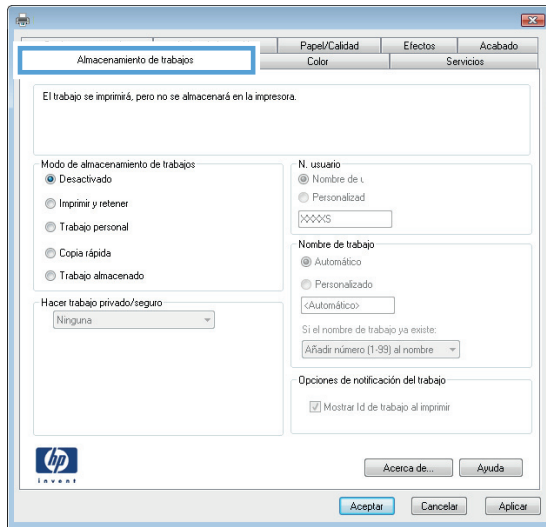 Papel/Calidad Efectos Acabado
Almacenamiento de trabajos Color Servicios
El trabajo se imprimirá, pero no se almacenará en la impresora.
Modo de almacenamiento de trabajos
Desactivado
Imprimir y retener
Trabajo personal
Copia rápida
Trabajo almacenado
Hacer trabajo privado/seguro
Ninguna
N. usuario
Nombre de u
Personalizad
XXXXS
Nombre de trabajo
Automático
Personalizado
<Automático>
Si el nombre de trabajo ya existe:
Añadir número (1-99) al nombre
Opciones de notificación del trabajo
Mostrar Id de trabajo al imprimir
hp
invent
Acerca de... Ayuda
Aceptar Cancelar Aplicar